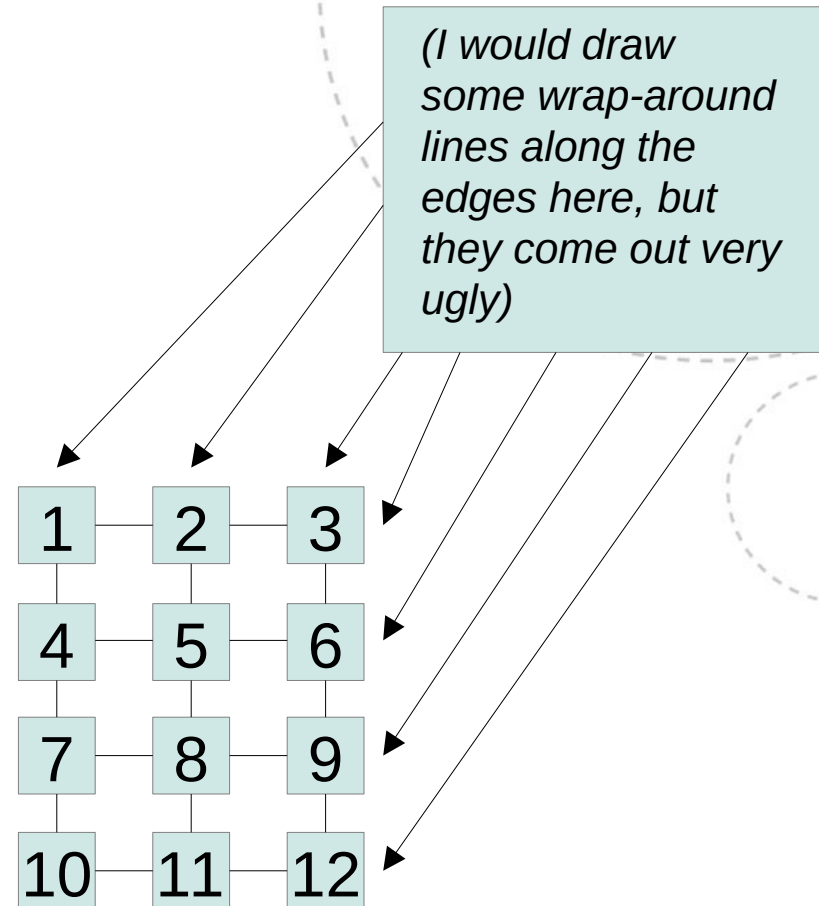 (I would draw
some wrap-around
lines along the
edges here, but
they come out very
ugly)
1 2 3
4 5 6
7 8 9
10 11 12